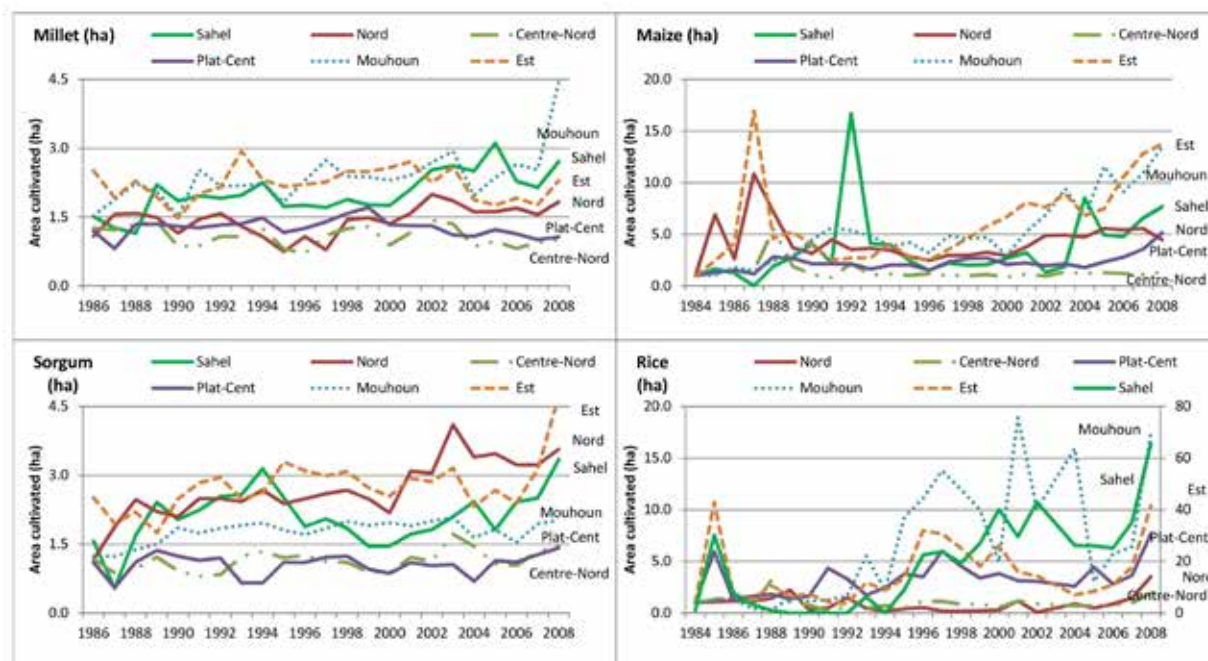 Millet (ha)
Sahel Nord Centre-Nord
Plat-Cent Mouhoun Est
Area cultivated (ha)
4.5
3.0
1.5
0.0
1986 1988 1990 1992 1994 1996 1998 2000 2002 2004 2006 2008
Mouhoun
Sahel
Est
Nord
Plat-Cent
Centre-Nord
Maize (ha)
Sahel Nord Centre-Nord
Plat-Cent Mouhoun Est
Area cultivated (ha)
20.0
15.0
10.0
5.0
0.0
1984 1986 1988 1990 1992 1994 1996 1998 2000 2002 2004 2006 2008
Est
Mouhoun
Sahel
Nord
Plat-Cent
Centre-Nord
Sorgum
(ha)
Sahel Nord Centre-Nord
Plat-Cent Mouhoun Est
Area cultivated (ha)
4.5
3.0
1.5
0.0
1986 1988 1990 1992 1994 1996 1998 2000 2002 2004 2006 2008
Est
Nord
Sahel
Mouhoun
Plat-Cent
Centre-Nord
Rice
(ha)
Nord Centre-Nord Plat-Cent
Mouhoun Est Sahel
Area cultivated (ha)
20.0
15.0
10.0
5.0
0.0
80
60
40
20
0
1984 1986 1988 1990 1992 1994 1996 1998 2000 2002 2004 2006 2008
Mouhoun
Sahel
Est
Plat-Cent
Nord
Centre-Nord